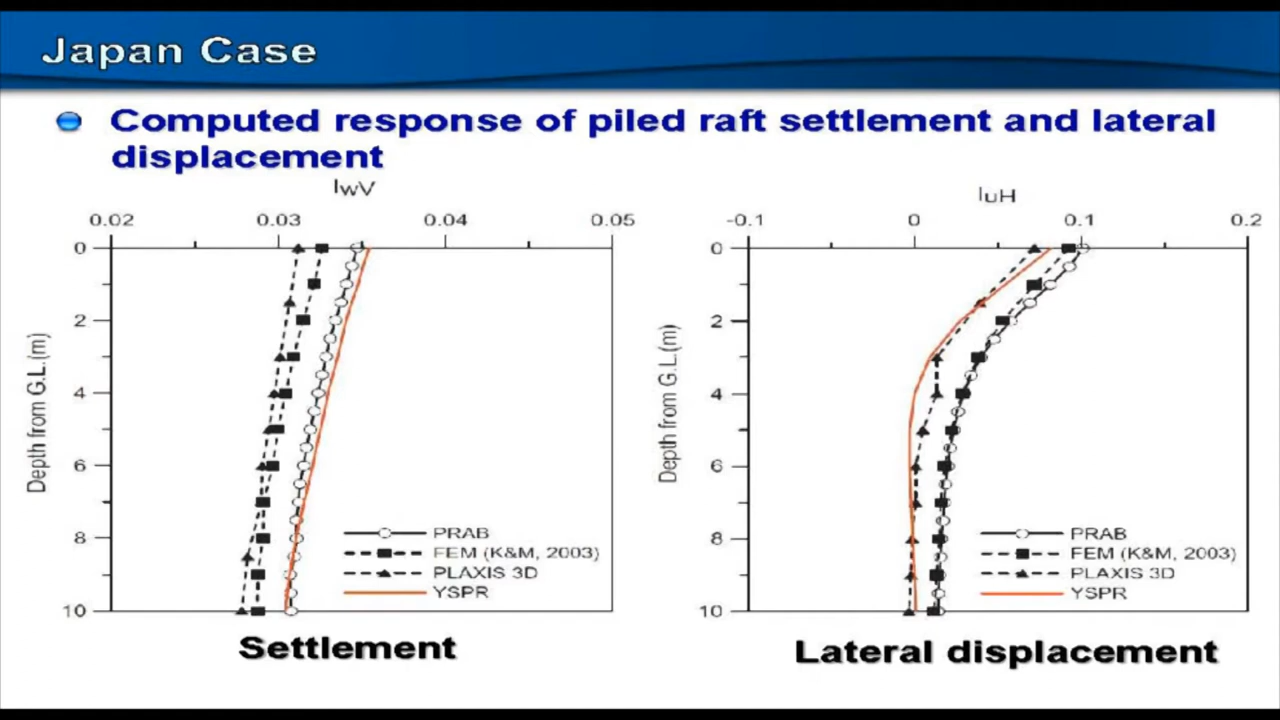 Japan Case
Computed response of piled raft settlement and lateral
displacement
IwV
0.02 0.03 0.04 0.05
0
2
4
6
8
10
Depth from G.L.(m)
PRAB
FEM (K&M, 2003)
PLAXIS 3D
YSPR
Settlement
IuH
-0.1 0 0.1 0.2
0
2
4
6
8
10
Depth from G.L.(m)
PRAB
FEM (K&M, 2003)
PLAXIS 3D
YSPR
Lateral displacement